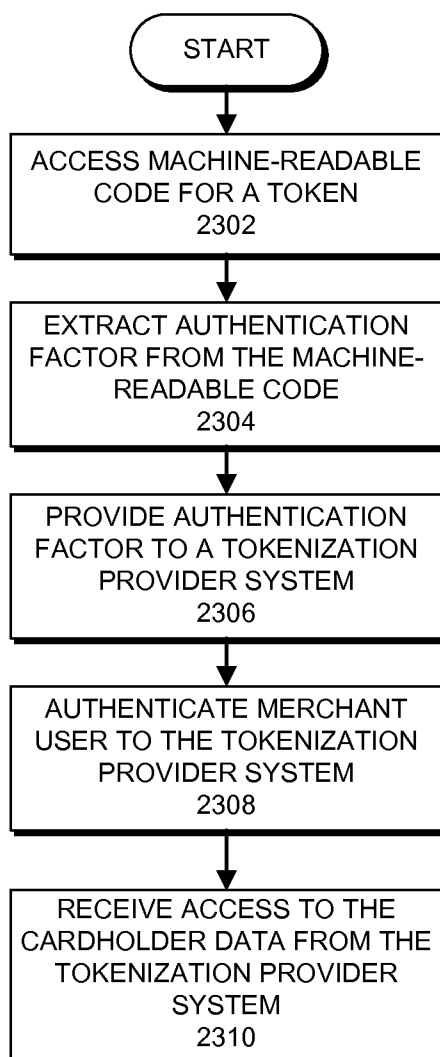 START
ACCESS MACHINE-READABLE
CODE FOR A TOKEN
2302
EXTRACT AUTHENTICATION
FACTOR FROM THE MACHINE-
READABLE CODE
2304
PROVIDE AUTHENTICATION
FACTOR TO A TOKENIZATION
PROVIDER SYSTEM
2306
AUTHENTICATE MERCHANT
USER TO THE TOKENIZATION
PROVIDER SYSTEM
2308
RECEIVE ACCESS TO THE
CARDHOLDER DATA FROM THE
TOKENIZATION PROVIDER
SYSTEM
2310